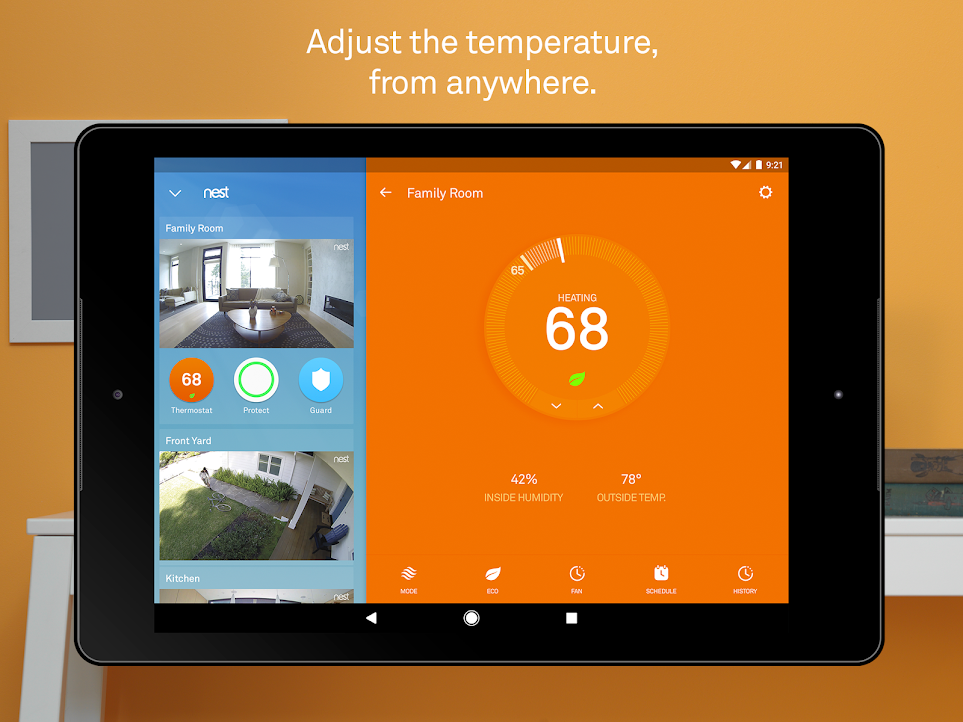 Adjust the temperature,
from anywhere.
9:21
nest
Family Room
Family Room
nest
65
HEATING
68
68
Thermostat
Protect
Guard
Front Yard
nest
42%
INSIDE HUMIDITY
78°
OUTSIDE TEMP.
Kitchen
nest
MODE
ECO
FAN
SCHEDULE
HISTORY